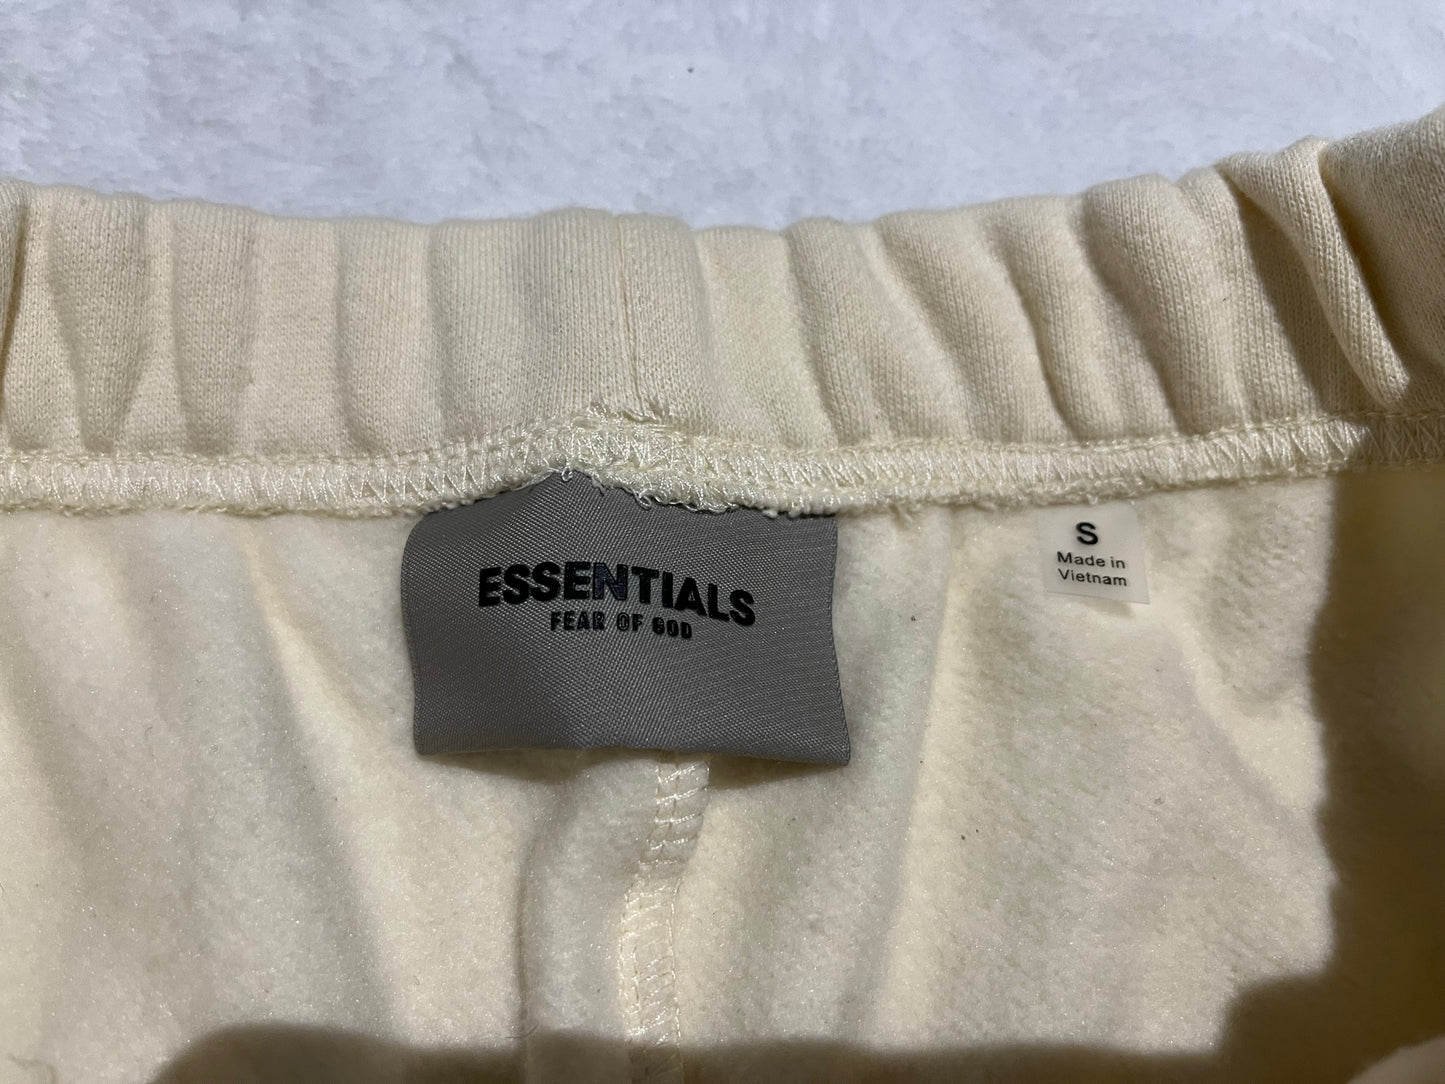 ESSENTIALS
FEAR OF GOD
S
Made in
Vietnam